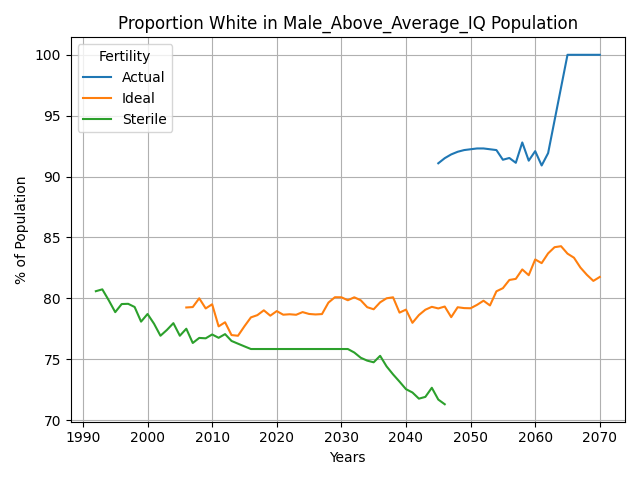 Proportion White in Male_Above_Average_IQ Population
Fertility
Actual
Ideal
Sterile
100
95
90
85
80
75
70
% of Population
1990 2000 2010 2020 2030 2040 2050 2060 2070
Years